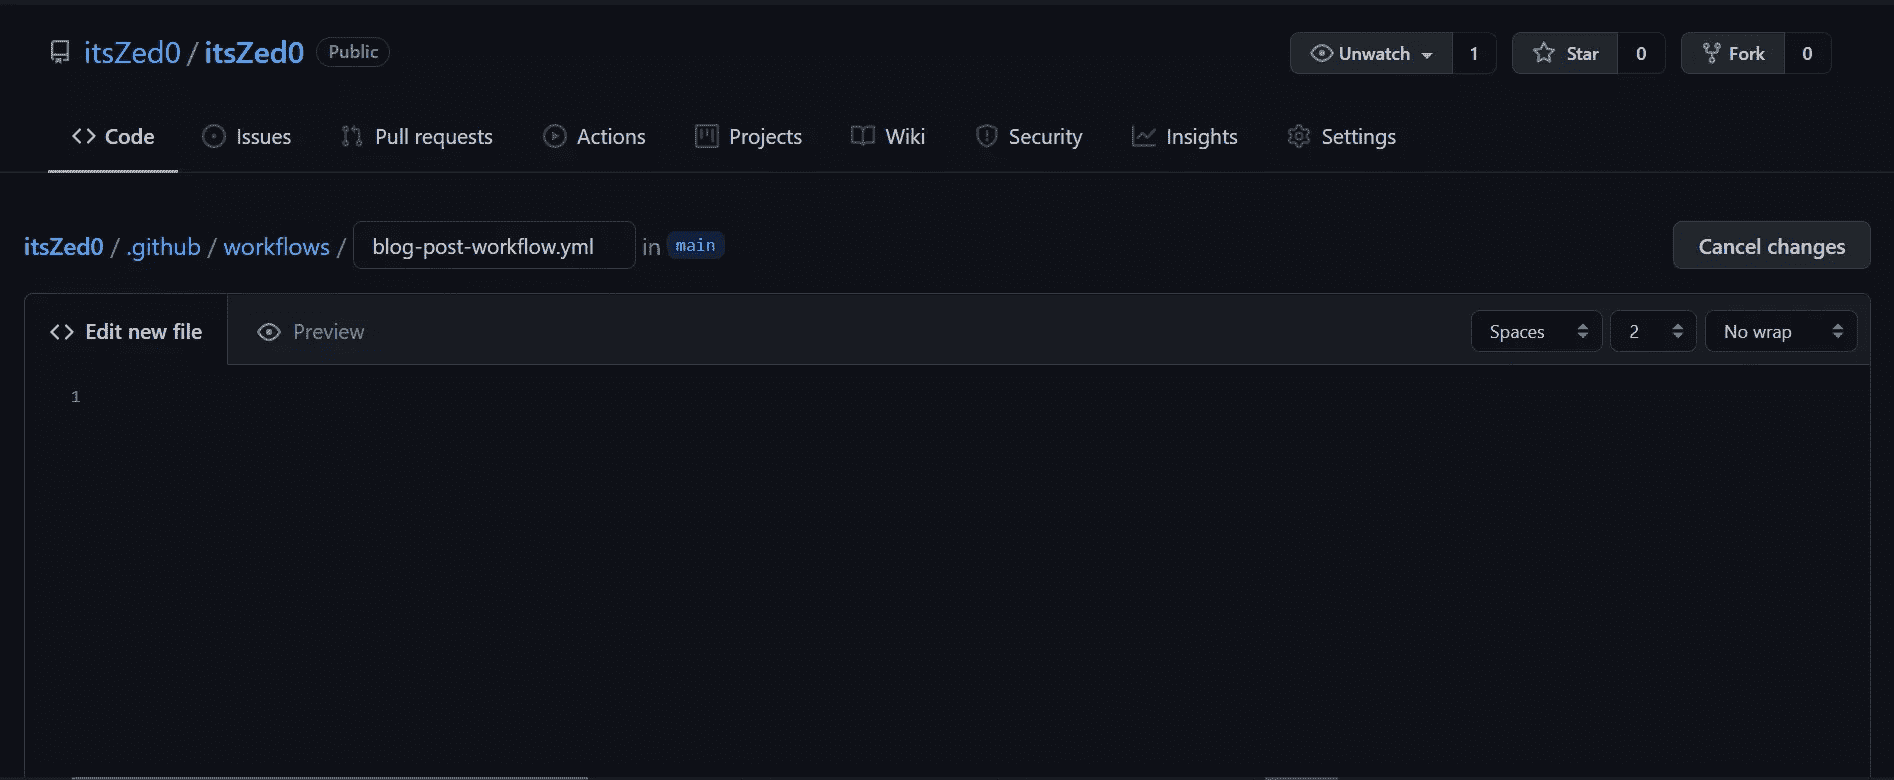 itsZed0 / itsZed0 Public Unwatch 1 Star 0 Fork 0
Code Issues Pull requests Actions Projects Wiki Security Insights Settings
itsZed0 / .github / workflows / blog-post-workflow.yml in main Cancel changes
Edit new file Preview Spaces 2 No wrap
1